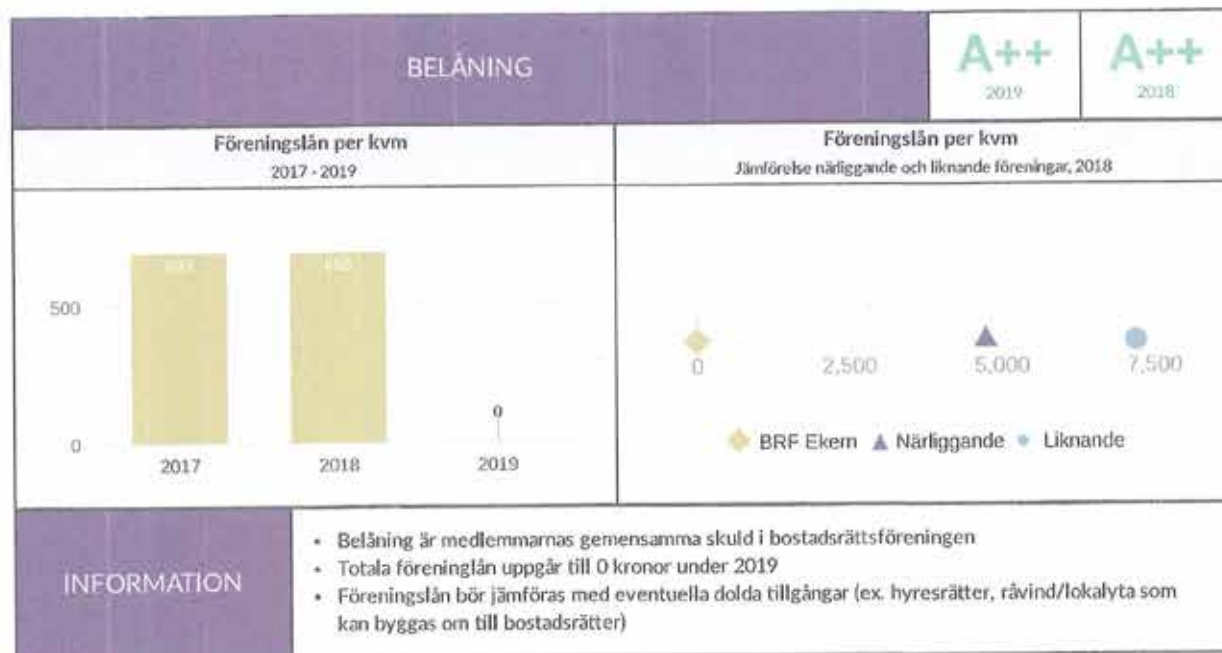 BELÅNING
A++
2019
A++
2018
Föreningslån per kvm
2017 - 2019
Föreningslån per kvm
Jämförelse närliggande och liknande föreningar, 2018
500
0
0
2017
2018
2019
0
2,500
5,000
7,500
BRF Ekern
Närliggande
Liknande
INFORMATION
• Belåning är medlemmarnas gemensamma skuld i bostadsrättsföreningen
• Totala föreninglån uppgår till 0 kronor under 2019
• Föreningslån bör jämföras med eventuella dolda tillgångar (ex. hyresrätter, råvind/lokalyta som
kan byggas om till bostadsrätter)